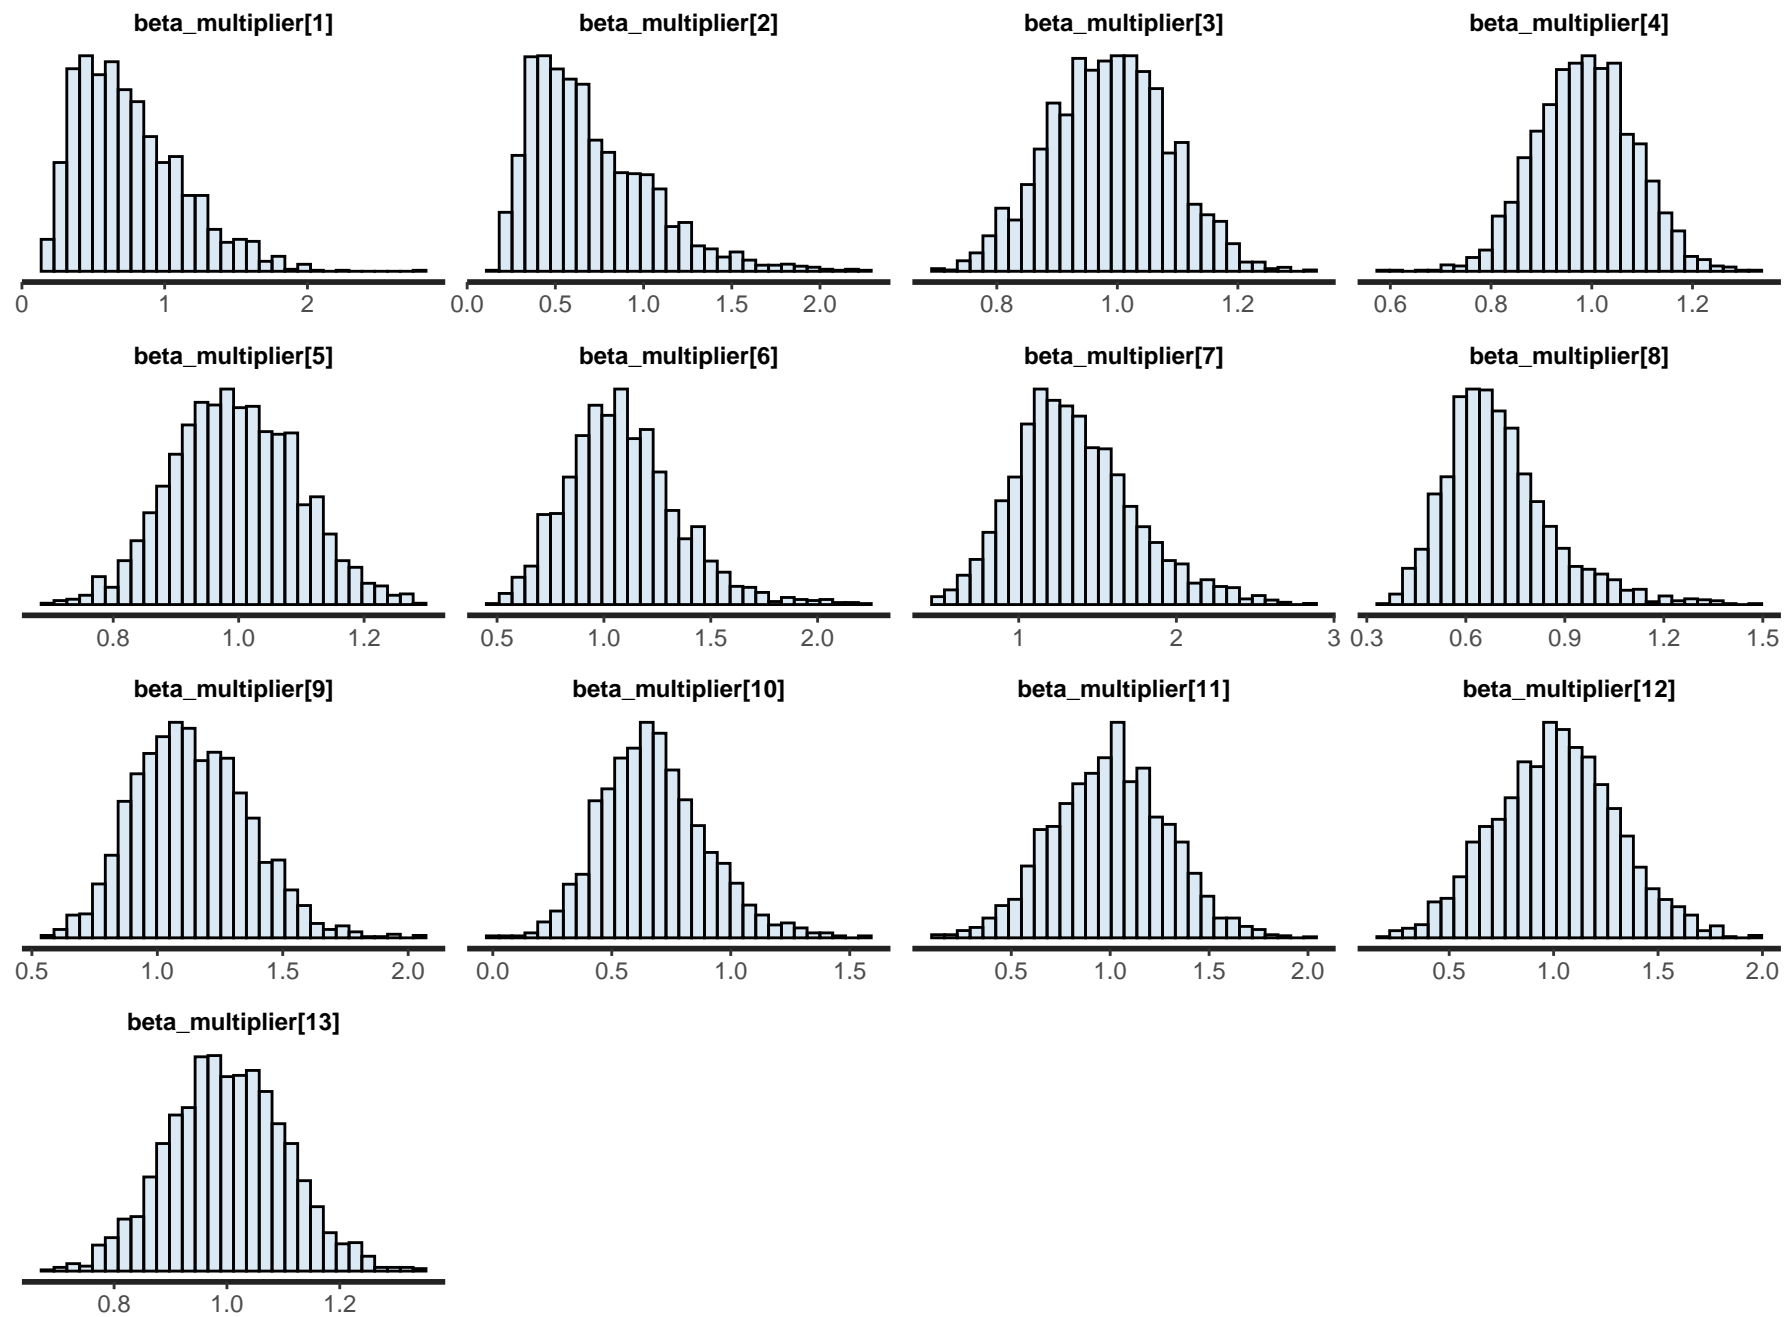 beta_multiplier[1] beta_multiplier[2] beta_multiplier[3] beta_multiplier[4]
0 1 2 0.0 0.5 1.0 1.5 2.0 0.8 1.0 1.2 0.6 0.8 1.0 1.2
beta_multiplier[5] beta_multiplier[6] beta_multiplier[7] beta_multiplier[8]
0.8 1.0 1.2 0.5 1.0 1.5 2.0 1 2 3 0.3 0.6 0.9 1.2 1.5
beta_multiplier[9] beta_multiplier[10] beta_multiplier[11] beta_multiplier[12]
0.5 1.0 1.5 2.0 0.0 0.5 1.0 1.5 0.5 1.0 1.5 2.0 0.5 1.0 1.5 2.0
beta_multiplier[13]
0.8 1.0 1.2